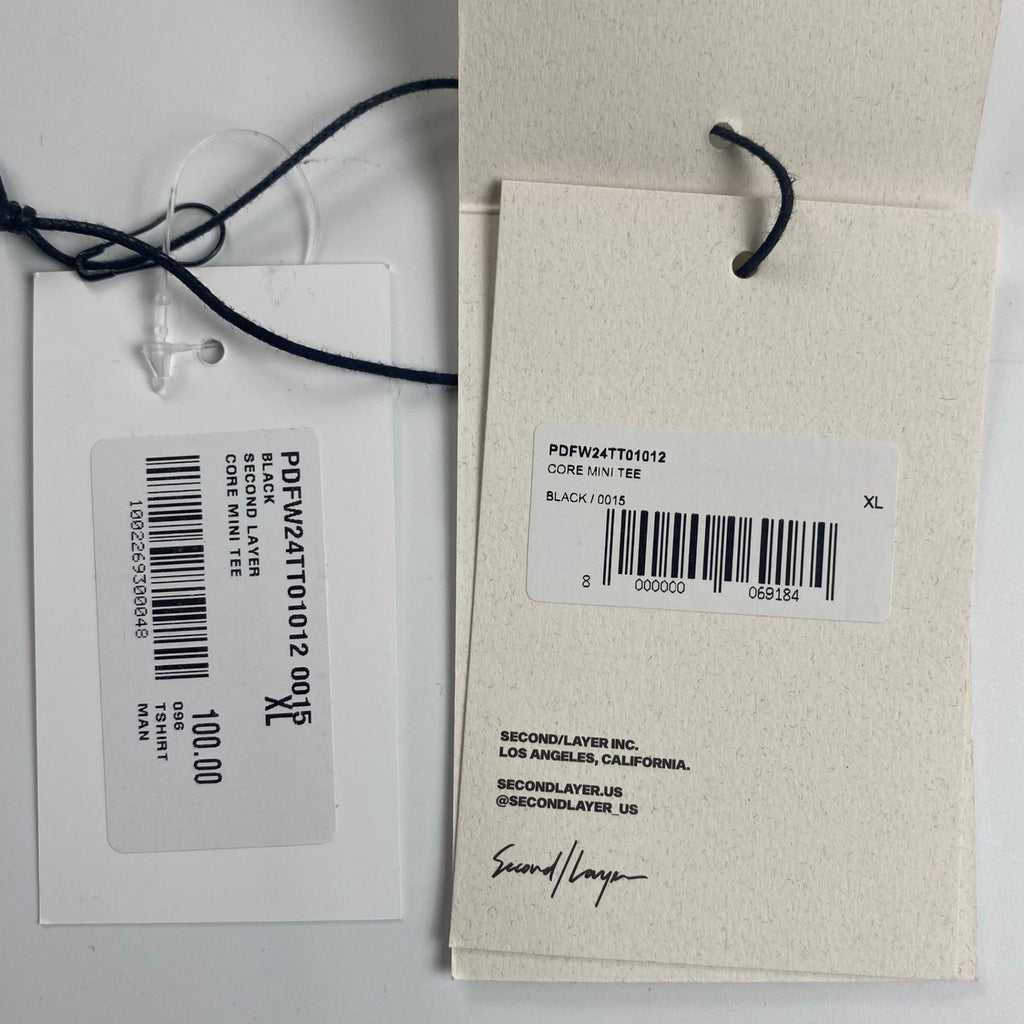 PDFW24TT01012 0015
XL
BLACK
SECOND LAYER
CORE MINI TEE
1002269300048
100.00
096
TSHIRT
MAN
PDFW24TT01012
CORE MINI TEE
BLACK / 0015
XL
8 000000 069184
SECOND/LAYER INC.
LOS ANGELES, CALIFORNIA.
SECONDLAYER.US
@SECONDLAYER_US
Second/Layer